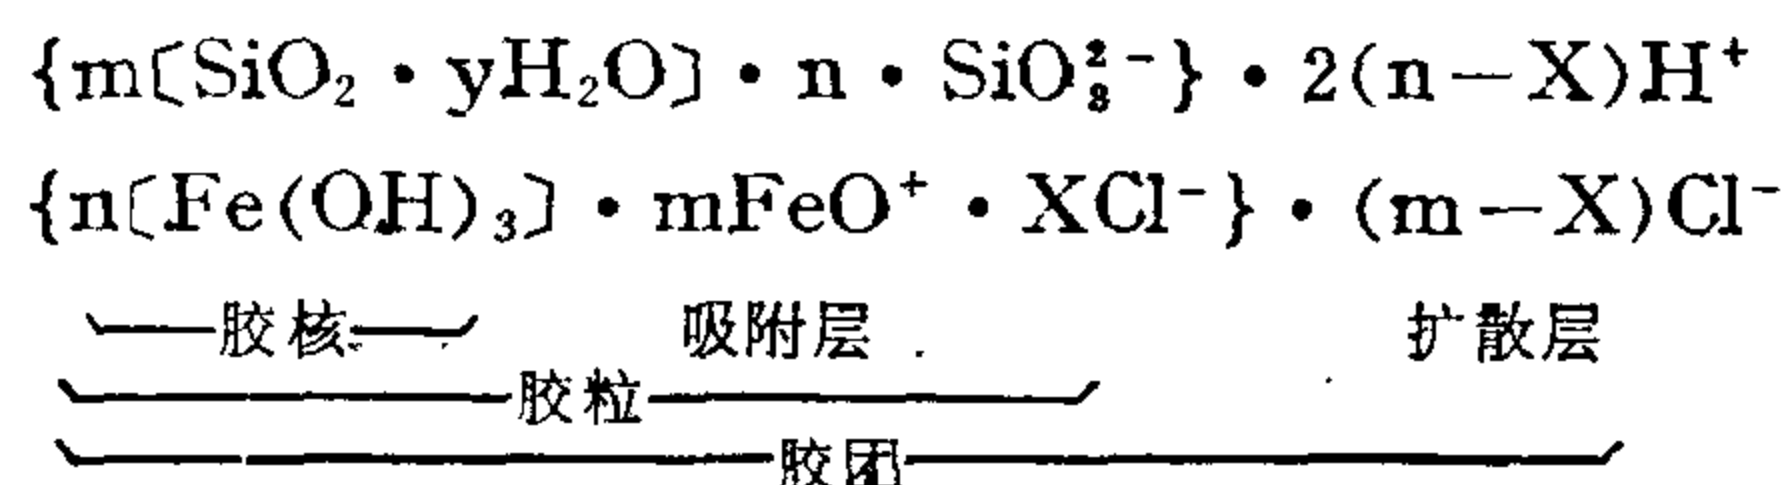 {m〔SiO₂·yH₂O〕·n·SiO₃²⁻}·2(n－X)H⁺
{n〔Fe(OH)₃〕·mFeO⁺·XCl⁻}·(m－X)Cl⁻
胶核 吸附层 扩散层
胶粒
胶团